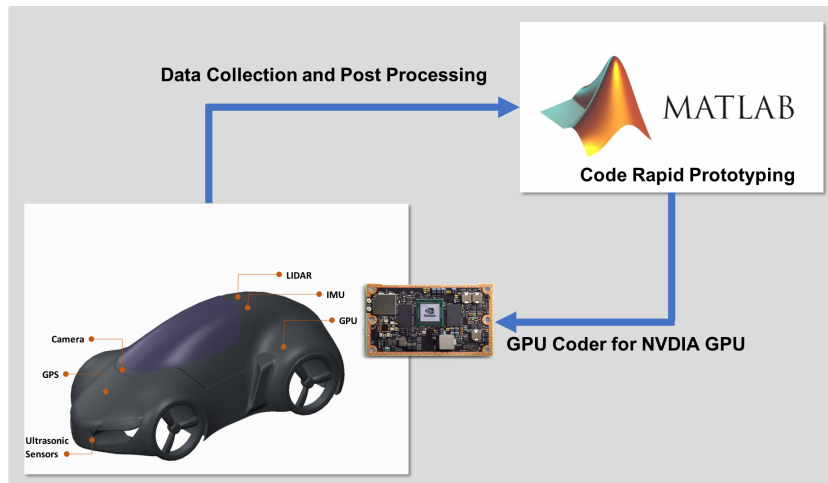 Data Collection and Post Processing
MATLAB
Code Rapid Prototyping
LIDAR
IMU
GPU
Camera
GPS
Ultrasonic
Sensors
NVIDIA
GPU Coder for NVDIA GPU